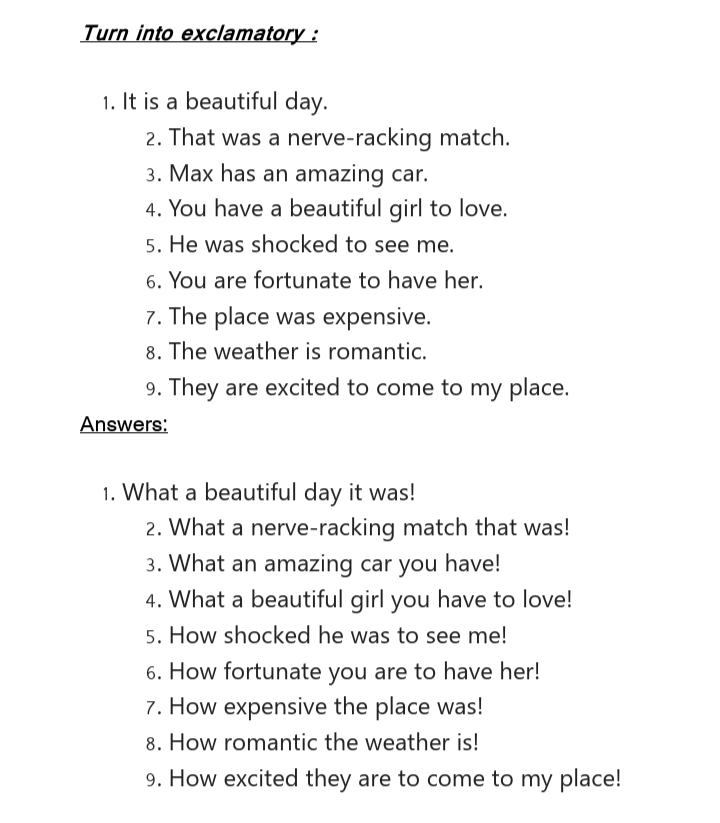 Turn into exclamatory :
1. It is a beautiful day.
2. That was a nerve-racking match.
3. Max has an amazing car.
4. You have a beautiful girl to love.
5. He was shocked to see me.
6. You are fortunate to have her.
7. The place was expensive.
8. The weather is romantic.
9. They are excited to come to my place.
Answers:
1. What a beautiful day it was!
2. What a nerve-racking match that was!
3. What an amazing car you have!
4. What a beautiful girl you have to love!
5. How shocked he was to see me!
6. How fortunate you are to have her!
7. How expensive the place was!
8. How romantic the weather is!
9. How excited they are to come to my place!